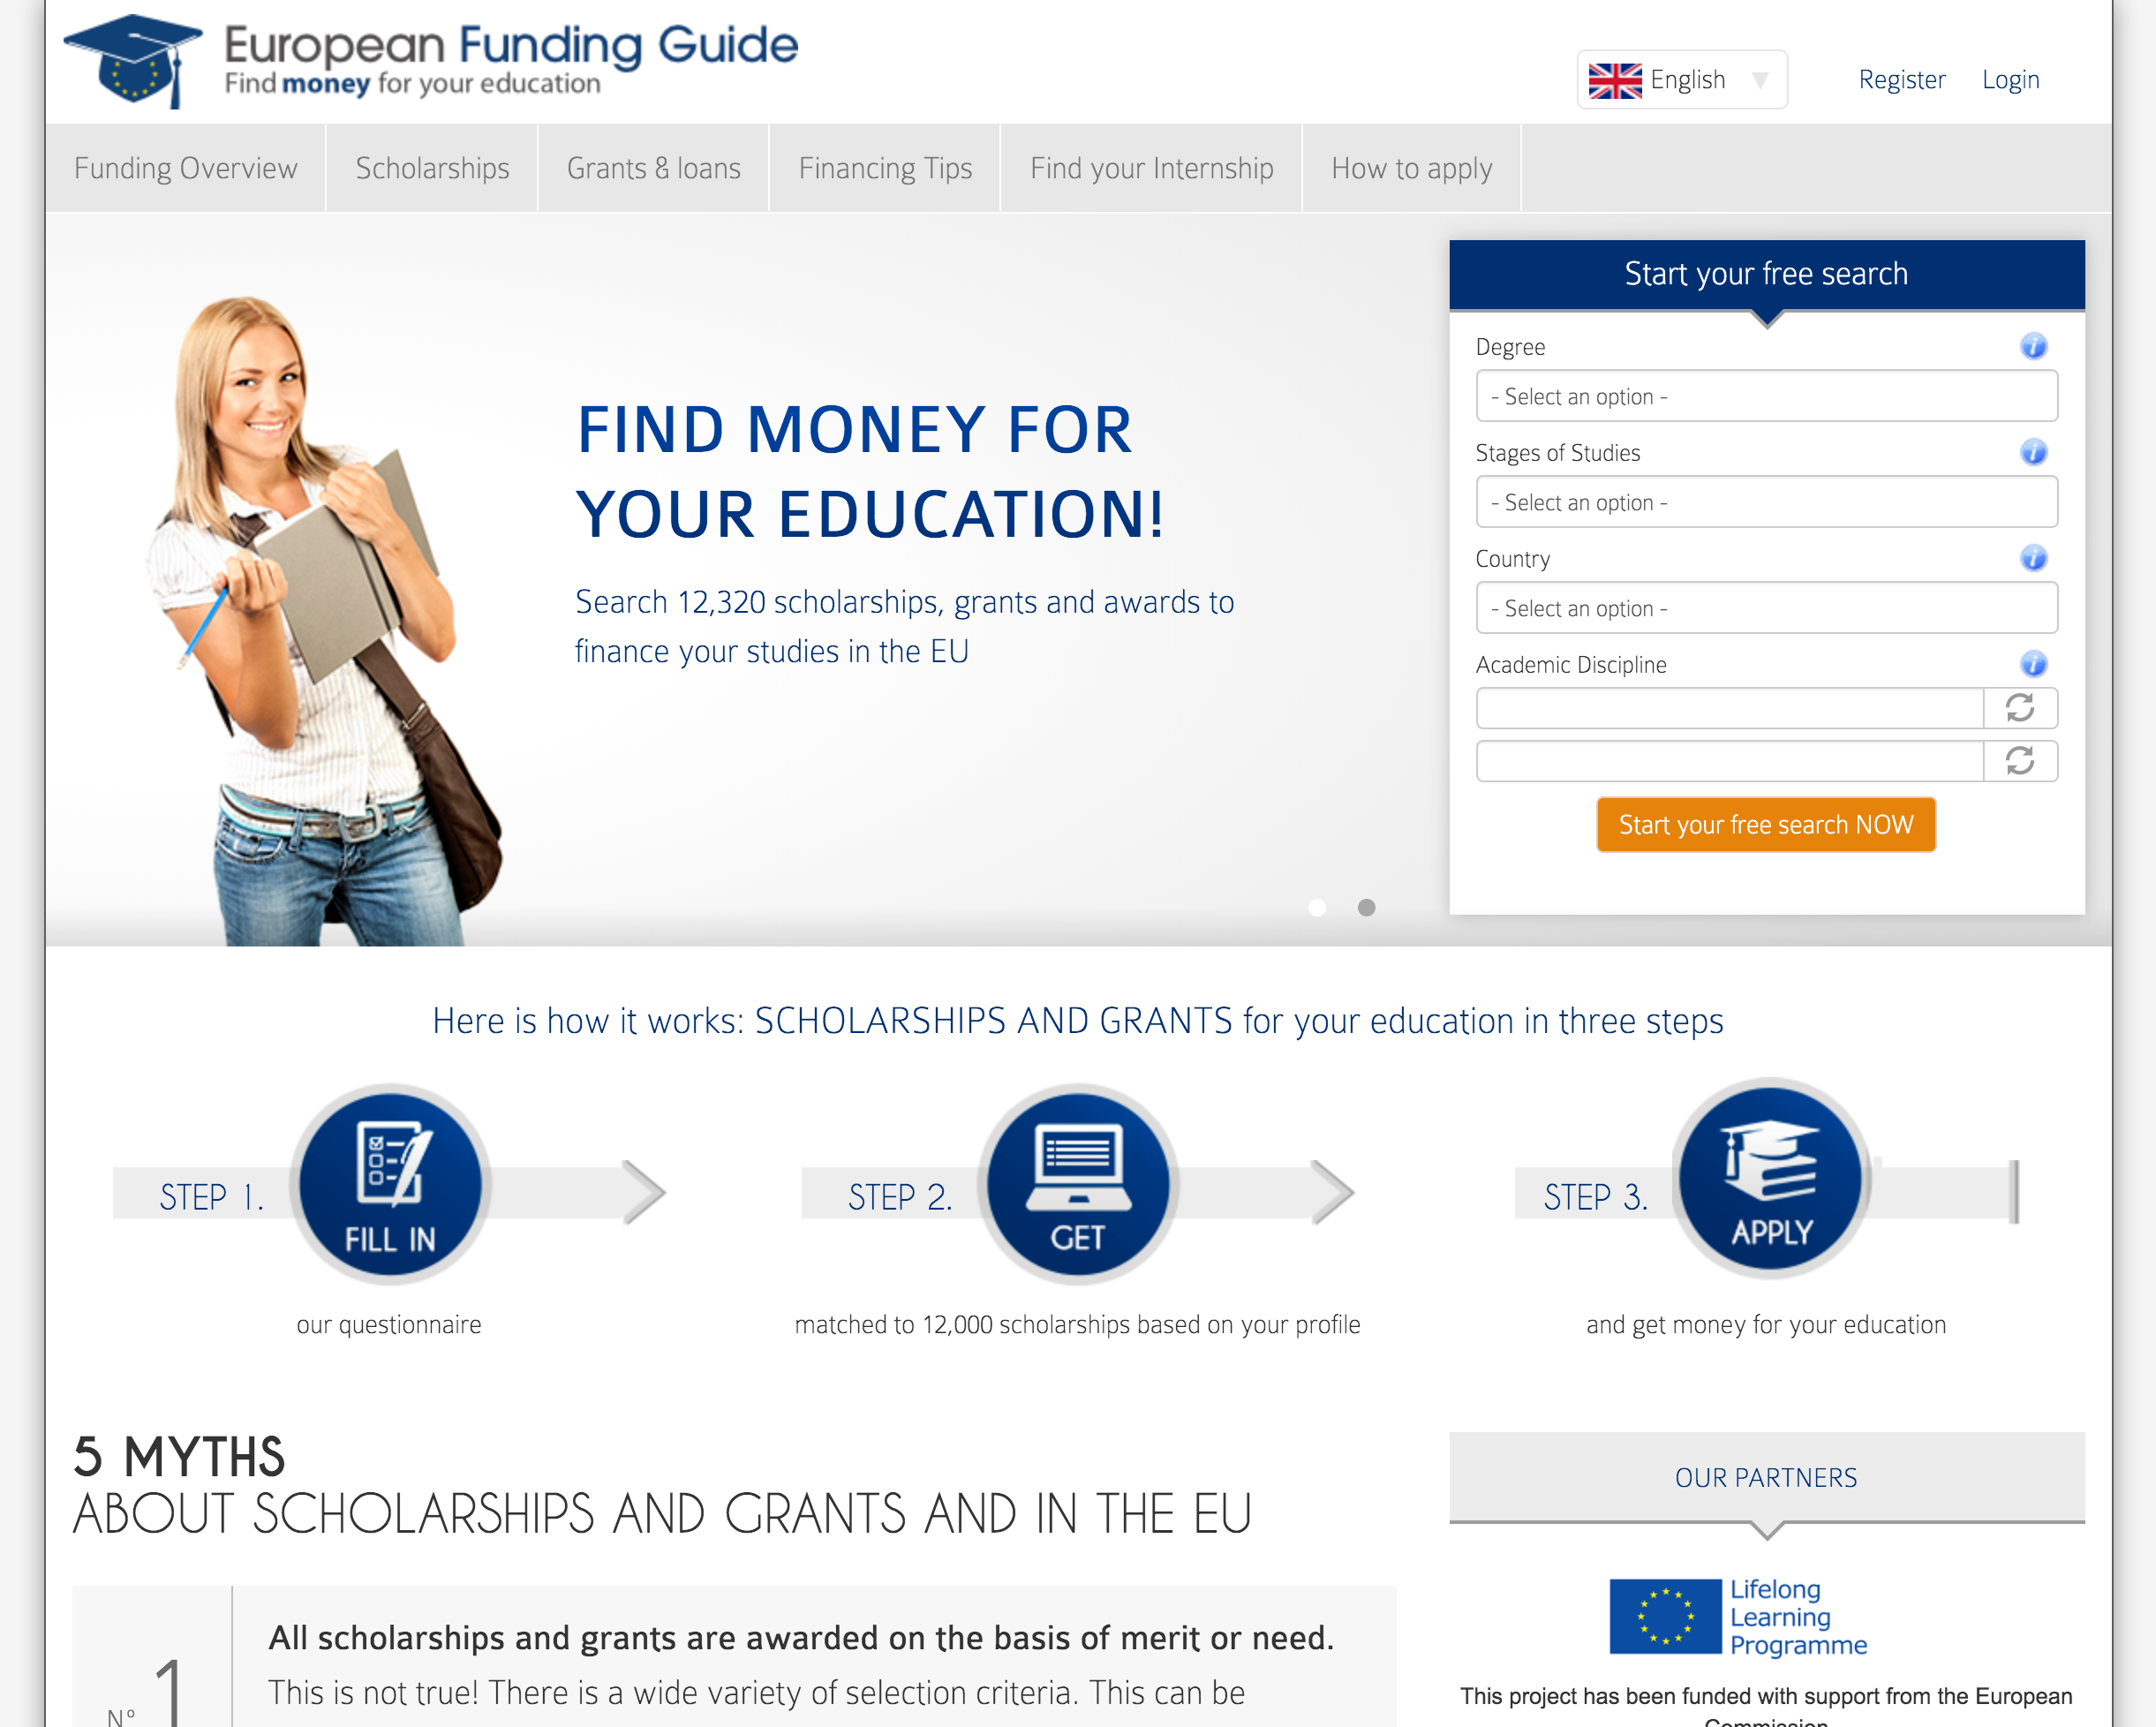 European Funding Guide
Find money for your education
English
Register
Login
Funding Overview
Scholarships
Grants & loans
Financing Tips
Find your Internship
How to apply
FIND MONEY FOR
YOUR EDUCATION!
Search 12,320 scholarships, grants and awards to
finance your studies in the EU
Start your free search
Degree
- Select an option -
Stages of Studies
- Select an option -
Country
- Select an option -
Academic Discipline
Start your free search NOW
Here is how it works: SCHOLARSHIPS AND GRANTS for your education in three steps
STEP 1.
FILL IN
our questionnaire
STEP 2.
GET
matched to 12,000 scholarships based on your profile
STEP 3.
APPLY
and get money for your education
5 MYTHS
ABOUT SCHOLARSHIPS AND GRANTS AND IN THE EU
Nº 1
All scholarships and grants are awarded on the basis of merit or need.
This is not true! There is a wide variety of selection criteria. This can be
OUR PARTNERS
Lifelong
Learning
Programme
This project has been funded with support from the European
Commission